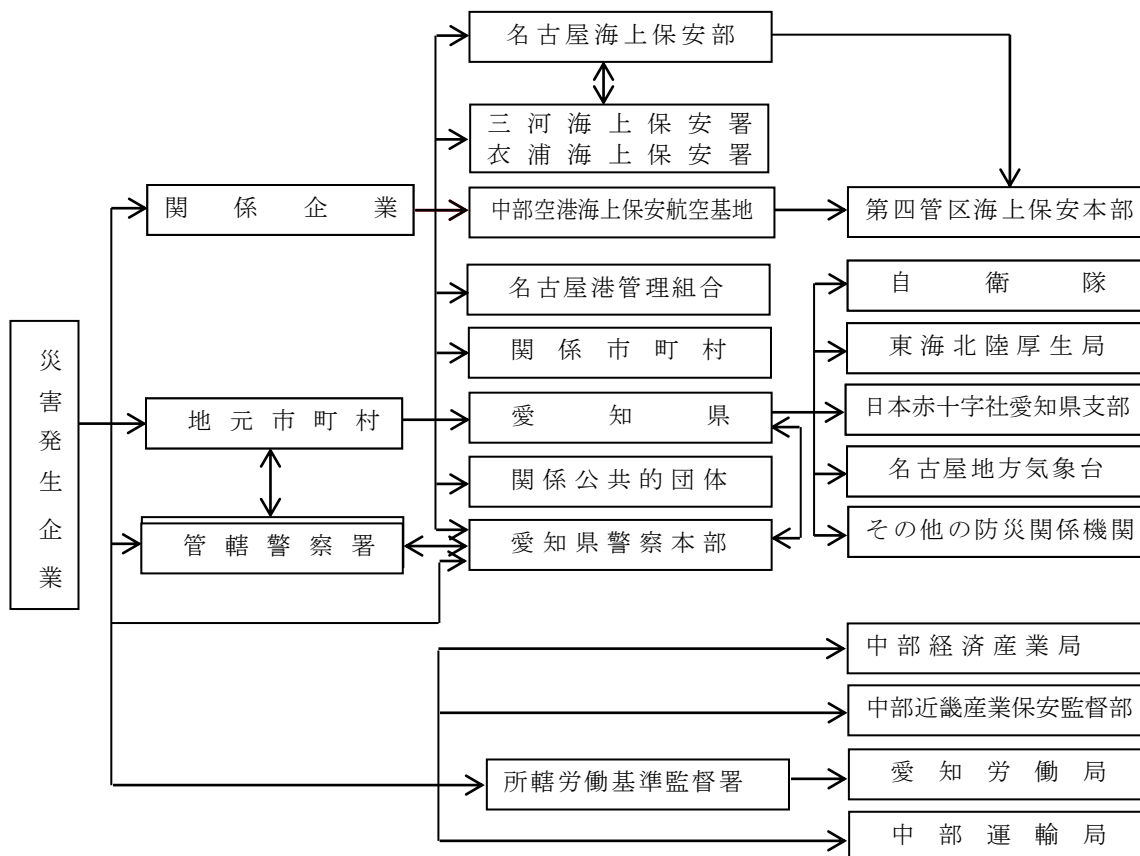 名古屋海上保安部
三河海上保安署
衣浦海上保安署
関係企業
中部空港海上保安航空基地
第四管区海上保安本部
名古屋港管理組合
自衛隊
災害発生企業
関係市町村
東海北陸厚生局
地元市町村
愛知県
日本赤十字社愛知県支部
関係公共的団体
名古屋地方気象台
管轄警察署
愛知県警察本部
その他の防災関係機関
中部経済産業局
中部近畿産業保安監督部
所轄労働基準監督署
愛知労働局
中部運輸局